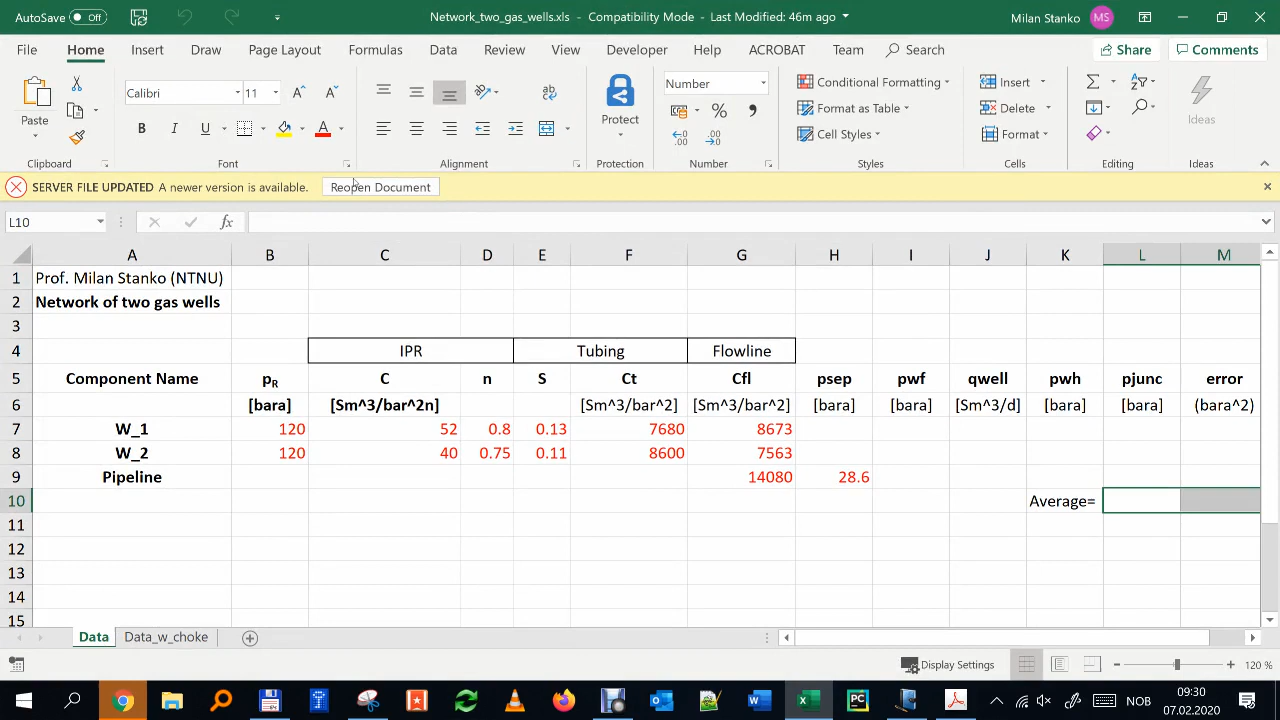 AutoSave Off Network_two_gas_wells.xls - Compatibility Mode - Last Modified: 46m ago Milan Stanko MS
File Home Insert Draw Page Layout Formulas Data Review View Developer Help ACROBAT Team Search Share Comments
Paste Calibri 11 Protect Number Conditional Formatting Insert Ideas
B I U A % Format as Table Delete
Cell Styles Format
Clipboard Font Alignment Protection Number Styles Cells Editing Ideas
SERVER FILE UPDATED A newer version is available. Reopen Document
L10 fx
A B C D E F G H I J K L M
1 Prof. Milan Stanko (NTNU)
2 Network of two gas wells
3
4 IPR Tubing Flowline
5 Component Name pR C n S Ct Cfl psep pwf qwell pwh pjunc error
6 [bara] [Sm^3/bar^2n] [Sm^3/bar^2] [Sm^3/bar^2] [bara] [bara] [Sm^3/d] [bara] [bara] (bara^2)
7 W_1 120 52 0.8 0.13 7680 8673
8 W_2 120 40 0.75 0.11 8600 7563
9 Pipeline 14080 28.6
10 Average=
11
12
13
14
15
Data Data_w_choke
Display Settings 120 %
PC W X NOB 09:30
07.02.2020